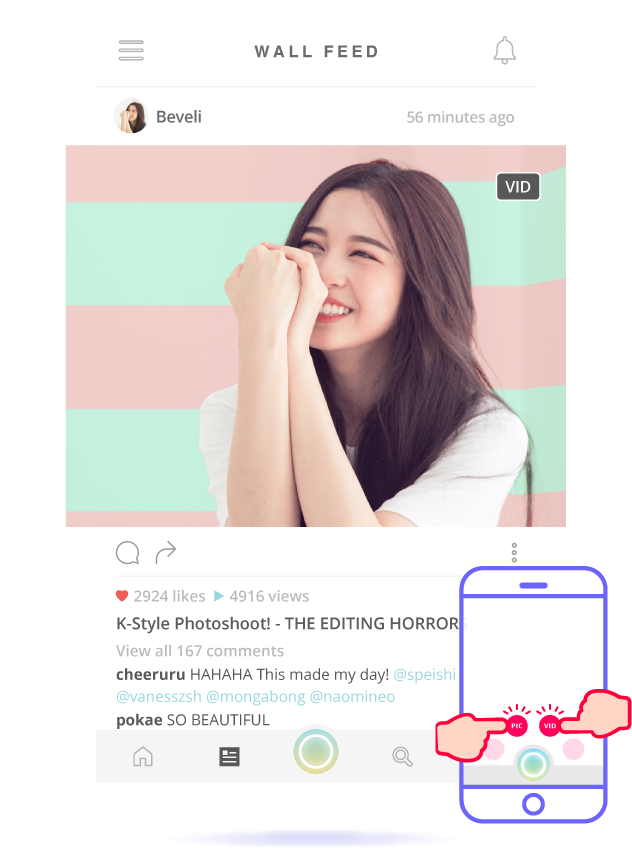 WALL FEED
Beveli
56 minutes ago
VID
2924 likes 4916 views
K-Style Photoshoot! - THE EDITING HORRORS
View all 167 comments
cheeruru HAHAHA This made my day! @speishi
@vanesszsh @mongabong @naomineo
pokae SO BEAUTIFUL
PIC
VID